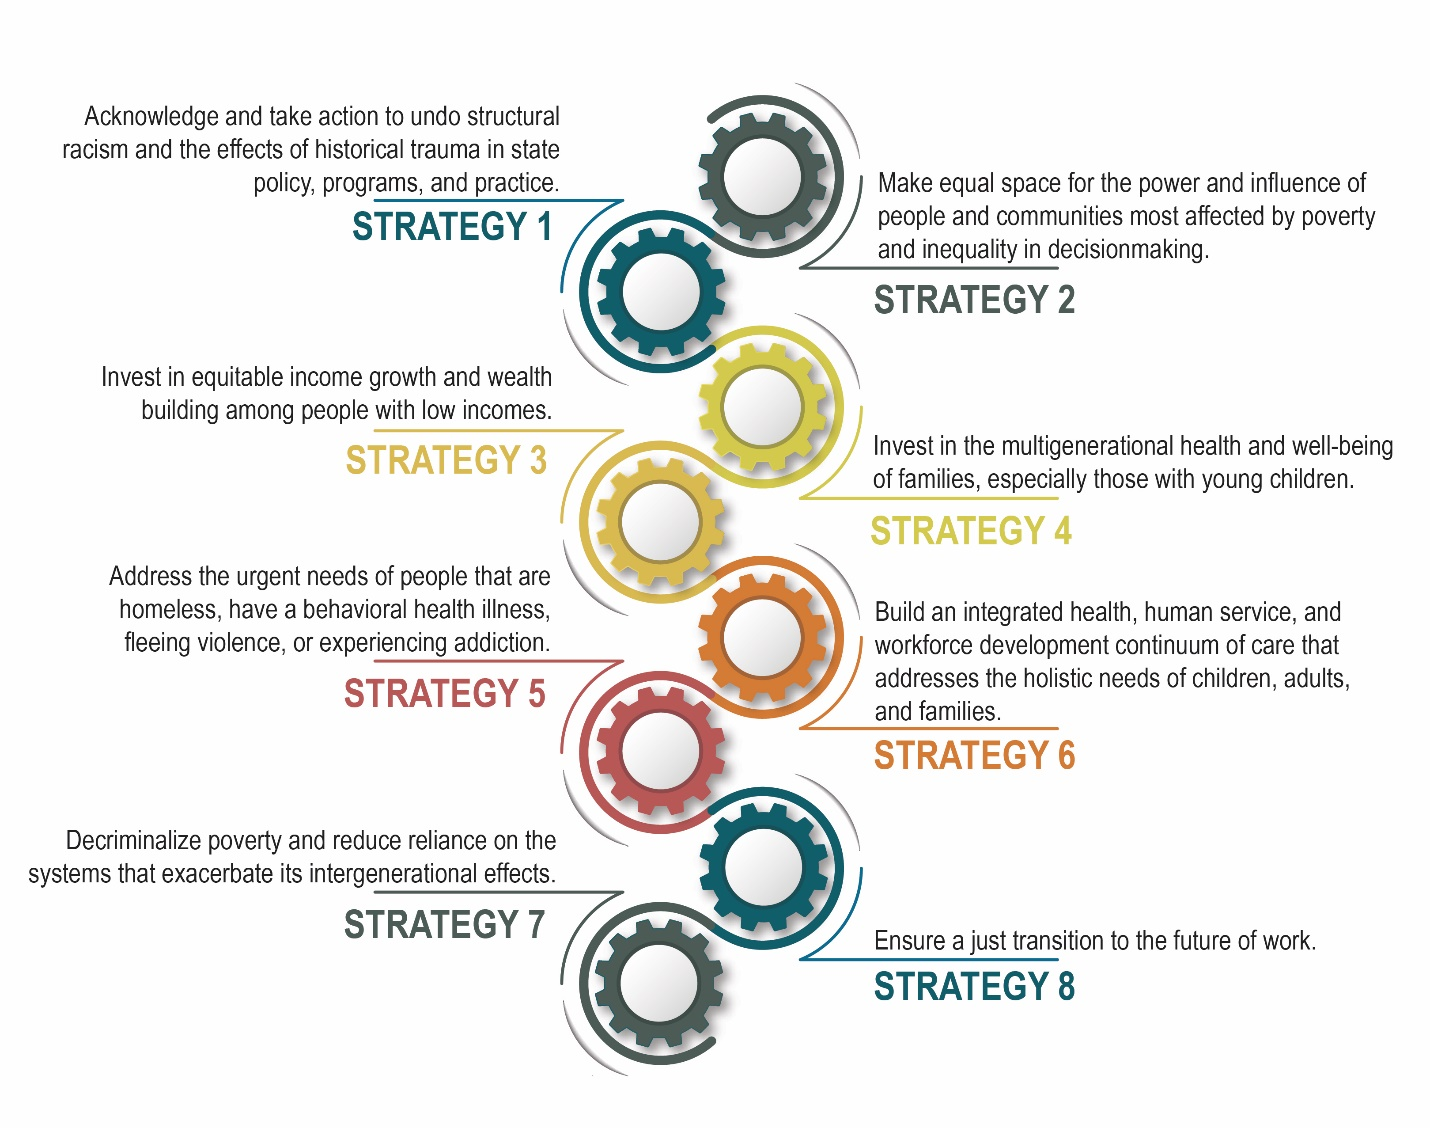 Acknowledge and take action to undo structural
racism and the effects of historical trauma in state
policy, programs, and practice.
STRATEGY 1
Make equal space for the power and influence of
people and communities most affected by poverty
and inequality in decisionmaking.
STRATEGY 2
Invest in equitable income growth and wealth
building among people with low incomes.
STRATEGY 3
Invest in the multigenerational health and well-being
of families, especially those with young children.
STRATEGY 4
Address the urgent needs of people that are
homeless, have a behavioral health illness,
fleeing violence, or experiencing addiction.
STRATEGY 5
Build an integrated health, human service, and
workforce development continuum of care that
addresses the holistic needs of children, adults,
and families.
STRATEGY 6
Decriminalize poverty and reduce reliance on the
systems that exacerbate its intergenerational effects.
STRATEGY 7
Ensure a just transition to the future of work.
STRATEGY 8